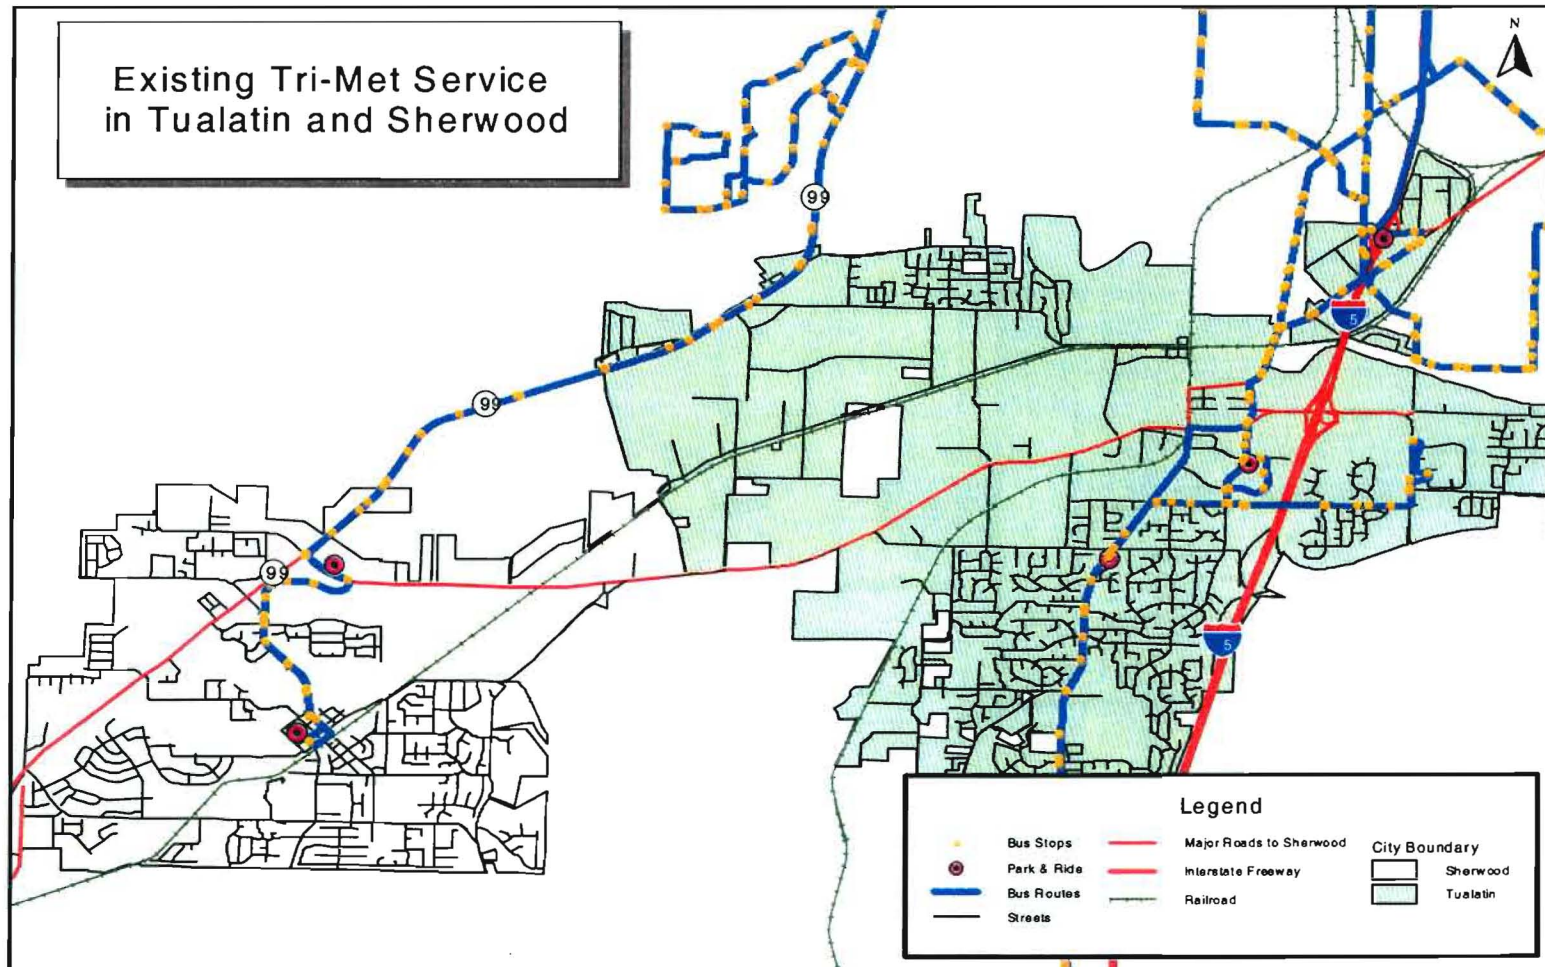 Existing Tri-Met Service
in Tualatin and Sherwood
N
99
99
99
5
5
Legend
Bus Stops
Park & Ride
Bus Routes
Streets
Major Roads to Sherwood
Interstate Freeway
Railroad
City Boundary
Sherwood
Tualatin